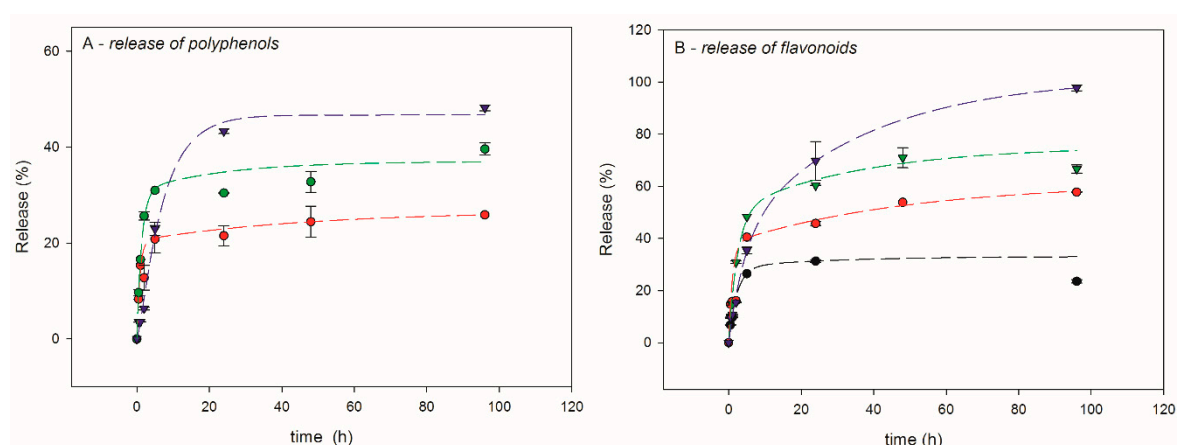 A - release of polyphenols
60
40
20
0
Release (%)
0 20 40 60 80 100 120
time (h)
B - release of flavonoids
120
100
80
60
40
20
0
Release (%)
0 20 40 60 80 100 120
time (h)